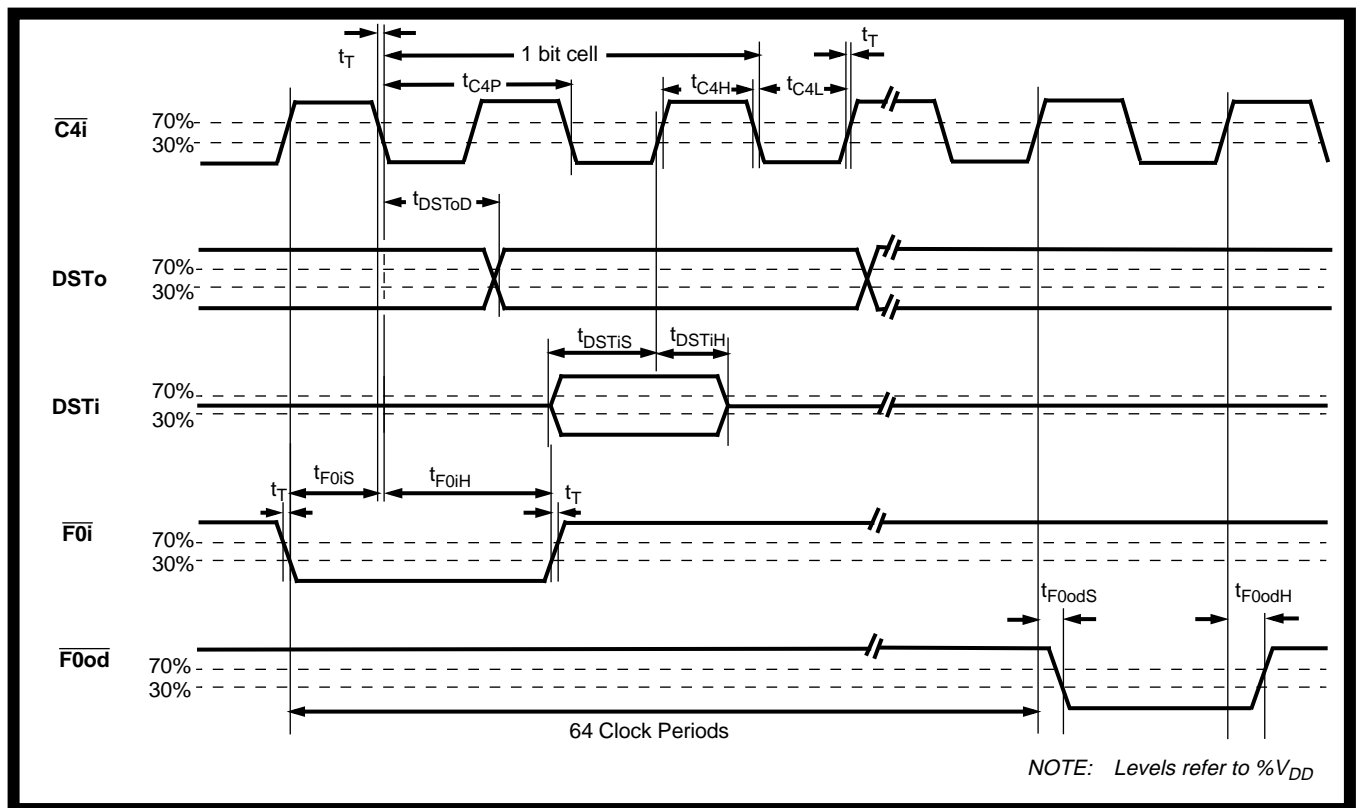 tT
1 bit cell
tT
tC4P
tC4H
tC4L
C4i
70%
30%
tDSToD
DSTo
70%
30%
tDSTiS
tDSTiH
DSTi
70%
30%
tF0iS
tF0iH
tT
tT
F0i
70%
30%
tF0odS
tF0odH
F0od
70%
30%
64 Clock Periods
NOTE: Levels refer to %VDD